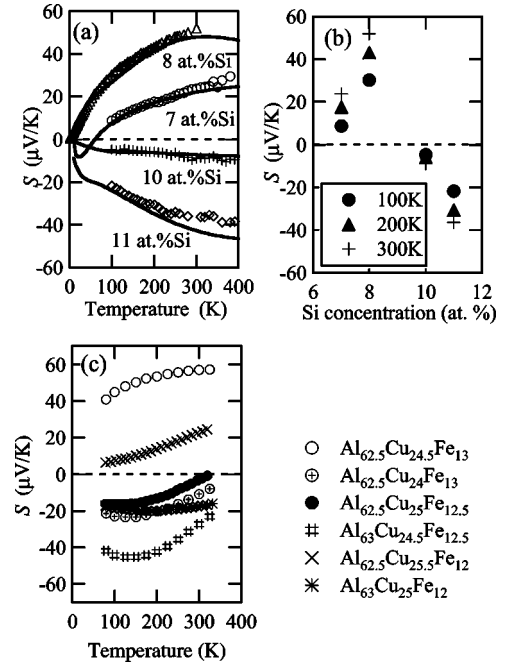 (a)
60
40
20
0
-20
-40
-60
S (μV/K)
8 at.%Si
7 at.%Si
10 at.%Si
11 at.%Si
0 100 200 300 400
Temperature (K)
(b)
60
40
20
0
-20
-40
-60
S (μV/K)
100K
200K
300K
6 8 10 12
Si concentration (at. %)
(c)
60
40
20
0
-20
-40
-60
S (μV/K)
0 100 200 300 400
Temperature (K)
Al62.5Cu24.5Fe13
Al62.5Cu24Fe13
Al62.5Cu25Fe12.5
Al63Cu24.5Fe12.5
Al62.5Cu25.5Fe12
Al63Cu25Fe12